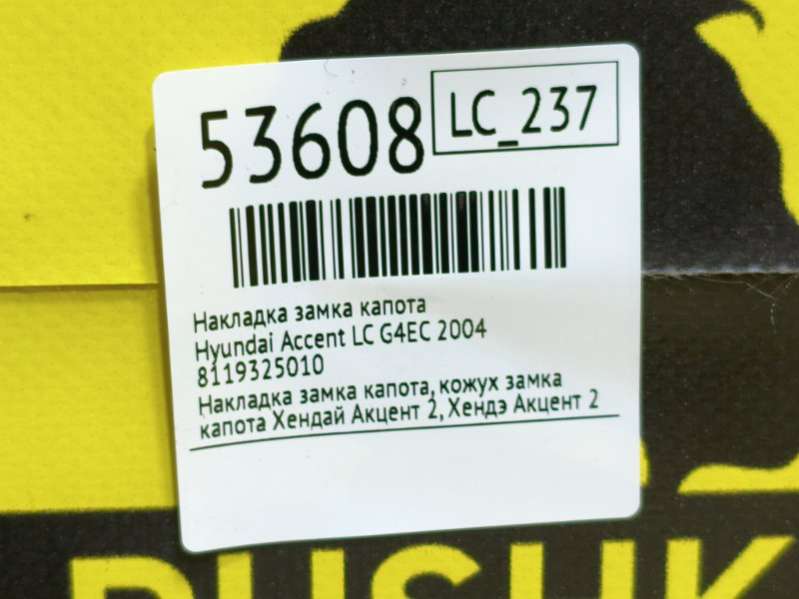 53608
LC_237
Накладка замка капота
Hyundai Accent LC G4EC 2004
8119325010
Накладка замка капота, кожух замка
капота Хендай Акцент 2, Хендэ Акцент 2